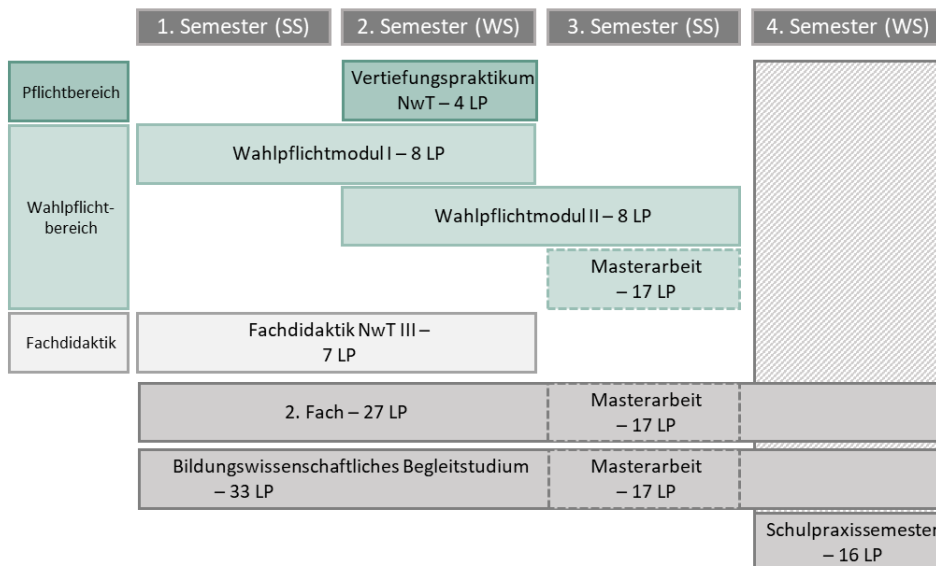 1. Semester (SS)
2. Semester (WS)
3. Semester (SS)
4. Semester (WS)
Pflichtbereich
Vertiefungspraktikum
NwT – 4 LP
Wahlpflicht-
bereich
Wahlpflichtmodul I – 8 LP
Wahlpflichtmodul II – 8 LP
Masterarbeit
– 17 LP
Fachdidaktik
Fachdidaktik NwT III –
7 LP
2. Fach – 27 LP
Masterarbeit
– 17 LP
Bildungswissenschaftliches Begleitstudium
– 33 LP
Masterarbeit
– 17 LP
Schulpraxissemester
– 16 LP